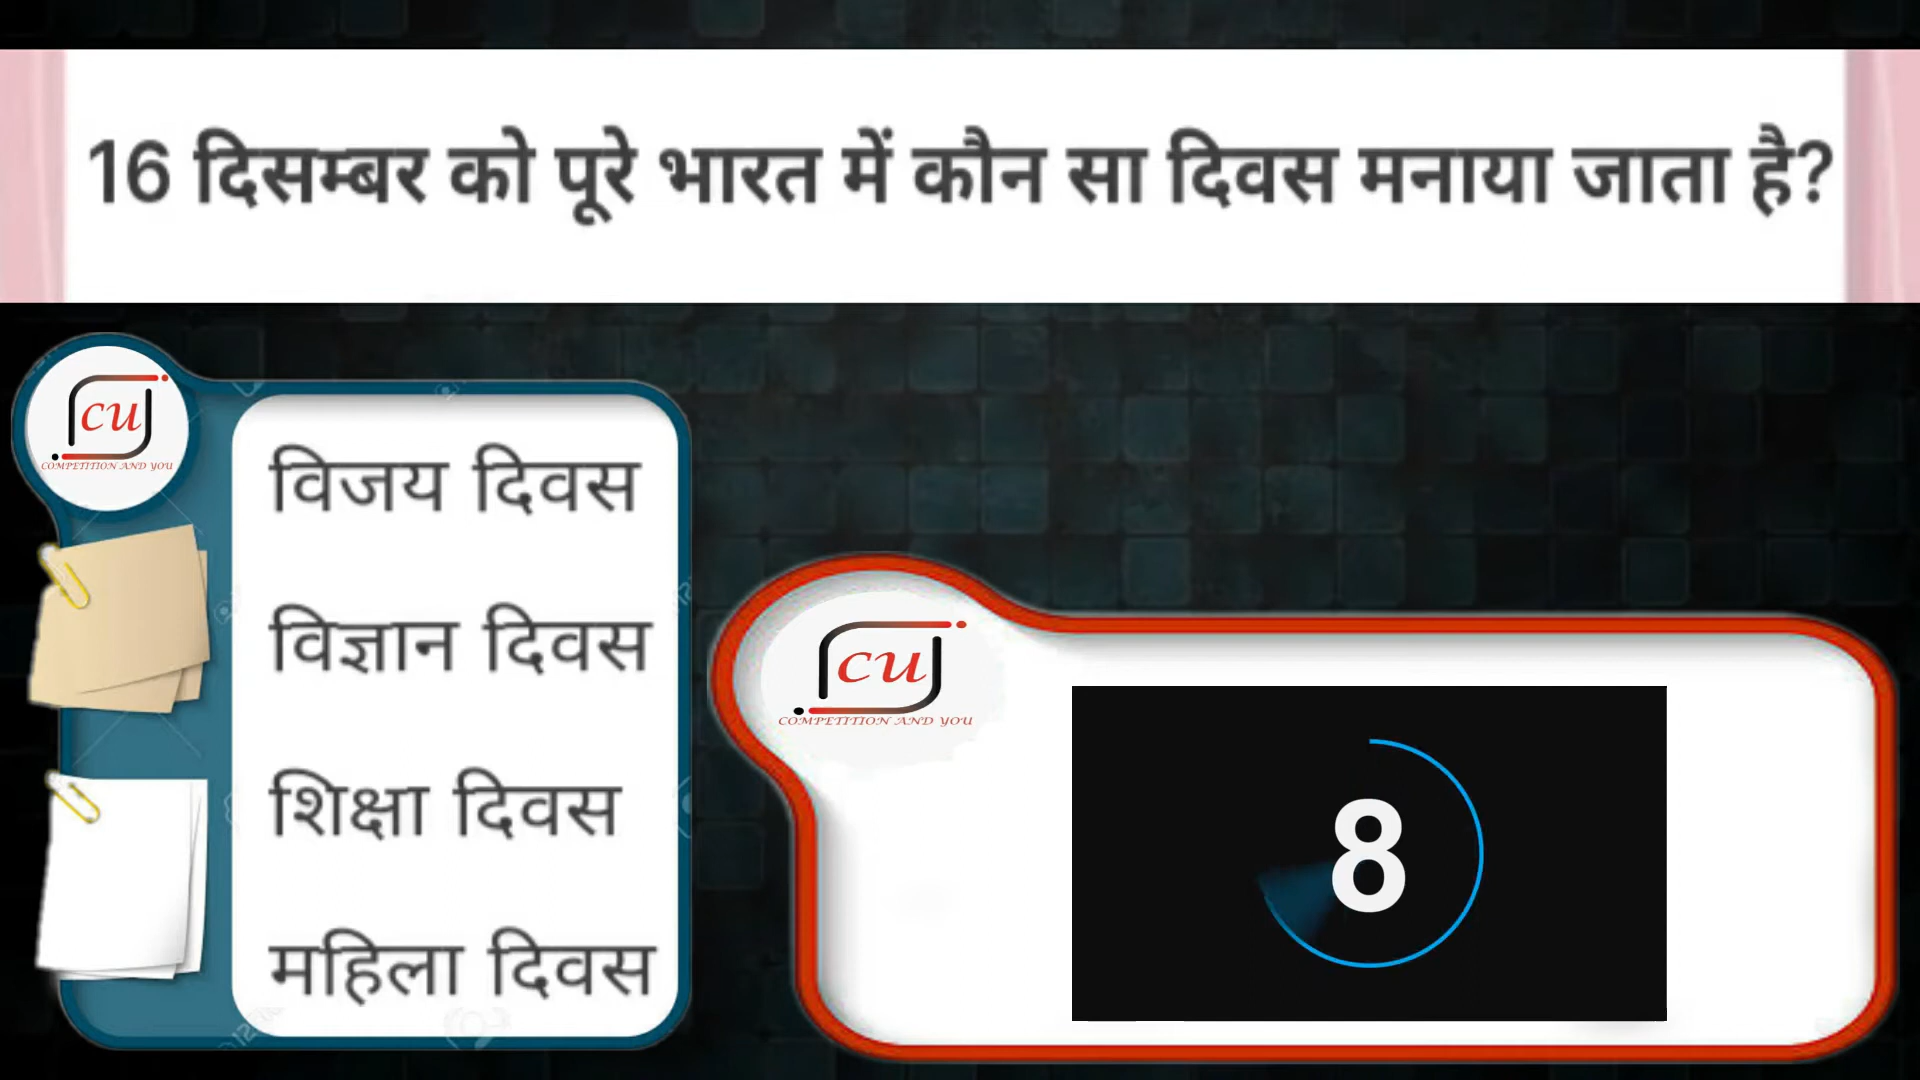 16 दिसम्बर को पूरे भारत में कौन सा दिवस मनाया जाता है?
cu
COMPETITION AND YOU
विजय दिवस
विज्ञान दिवस
शिक्षा दिवस
महिला दिवस
cu
COMPETITION AND YOU
8